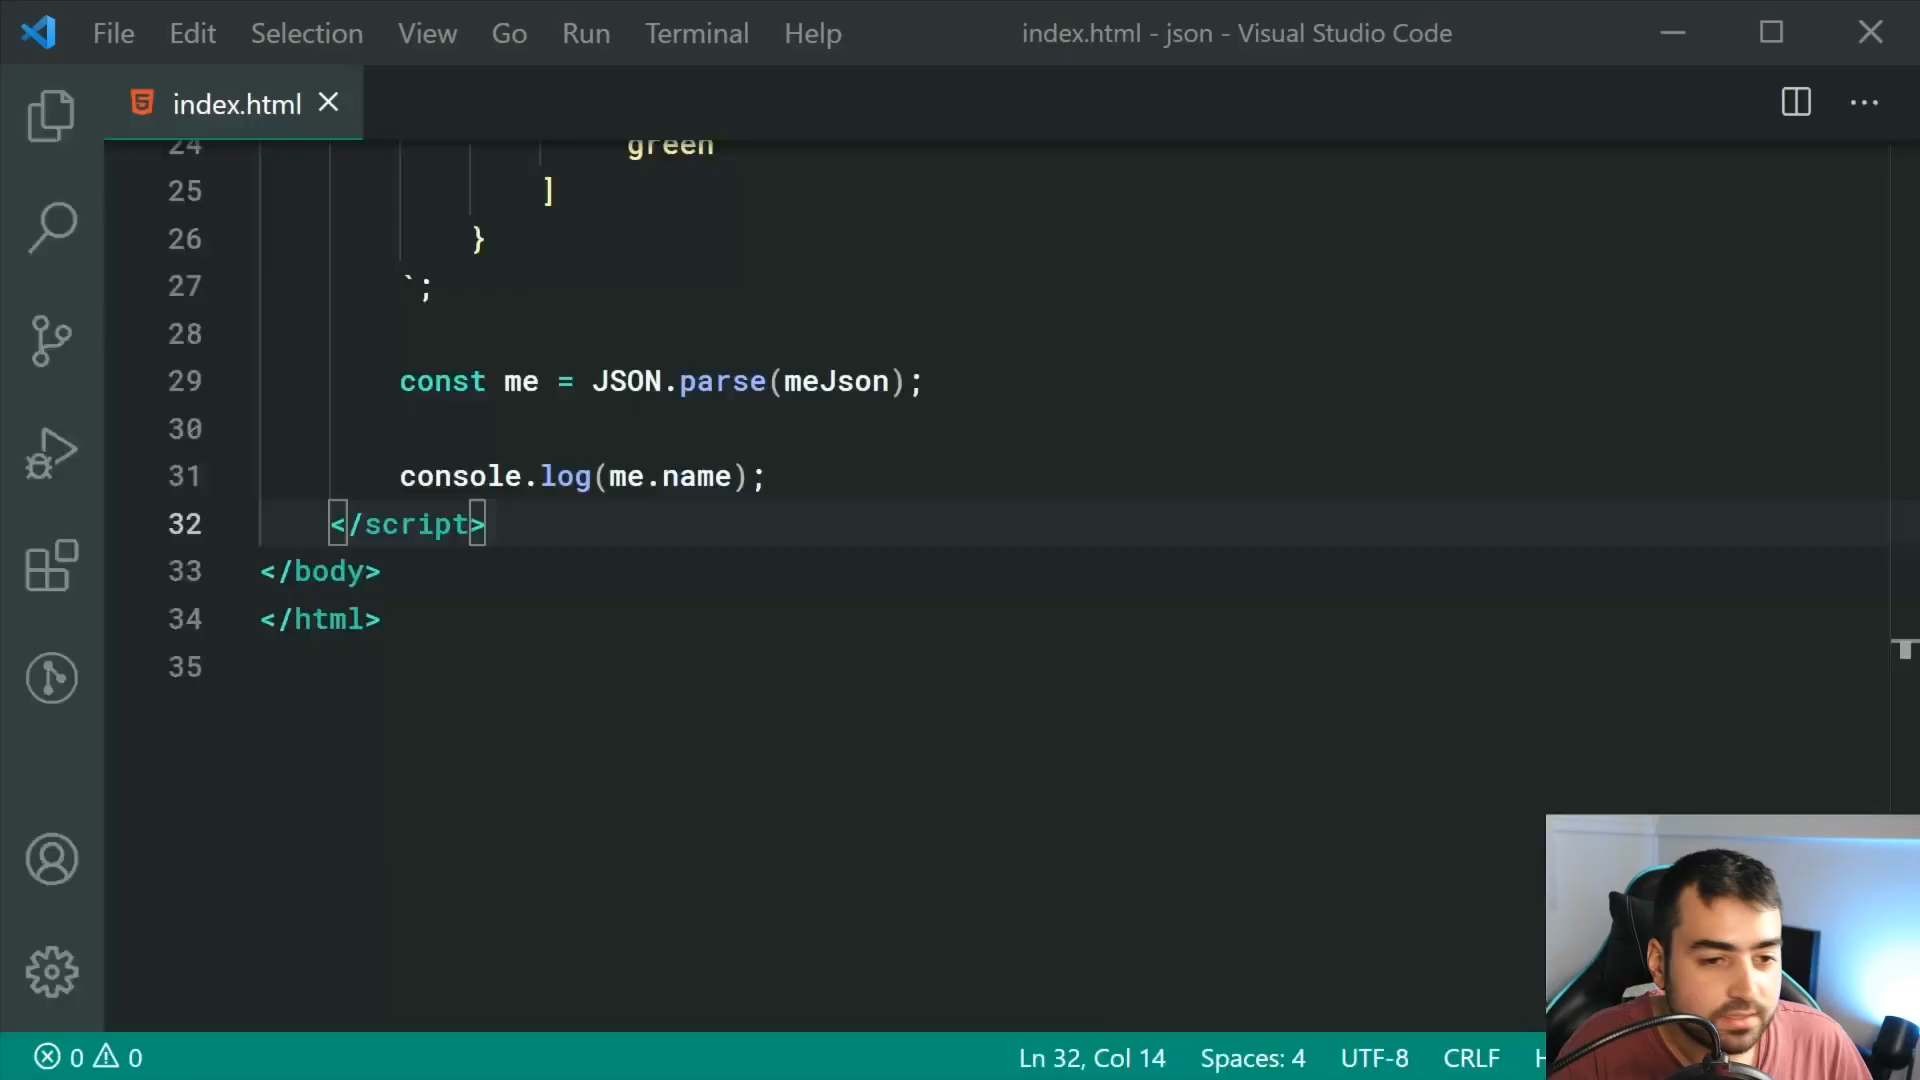 File Edit Selection View Go Run Terminal Help index.html - json - Visual Studio Code
index.html
24 green
25 ]
26 }
27 `;
28
29 const me = JSON.parse(meJson);
30
31 console.log(me.name);
32 </script>
33 </body>
34 </html>
35
0 0 Ln 32, Col 14 Spaces: 4 UTF-8 CRLF